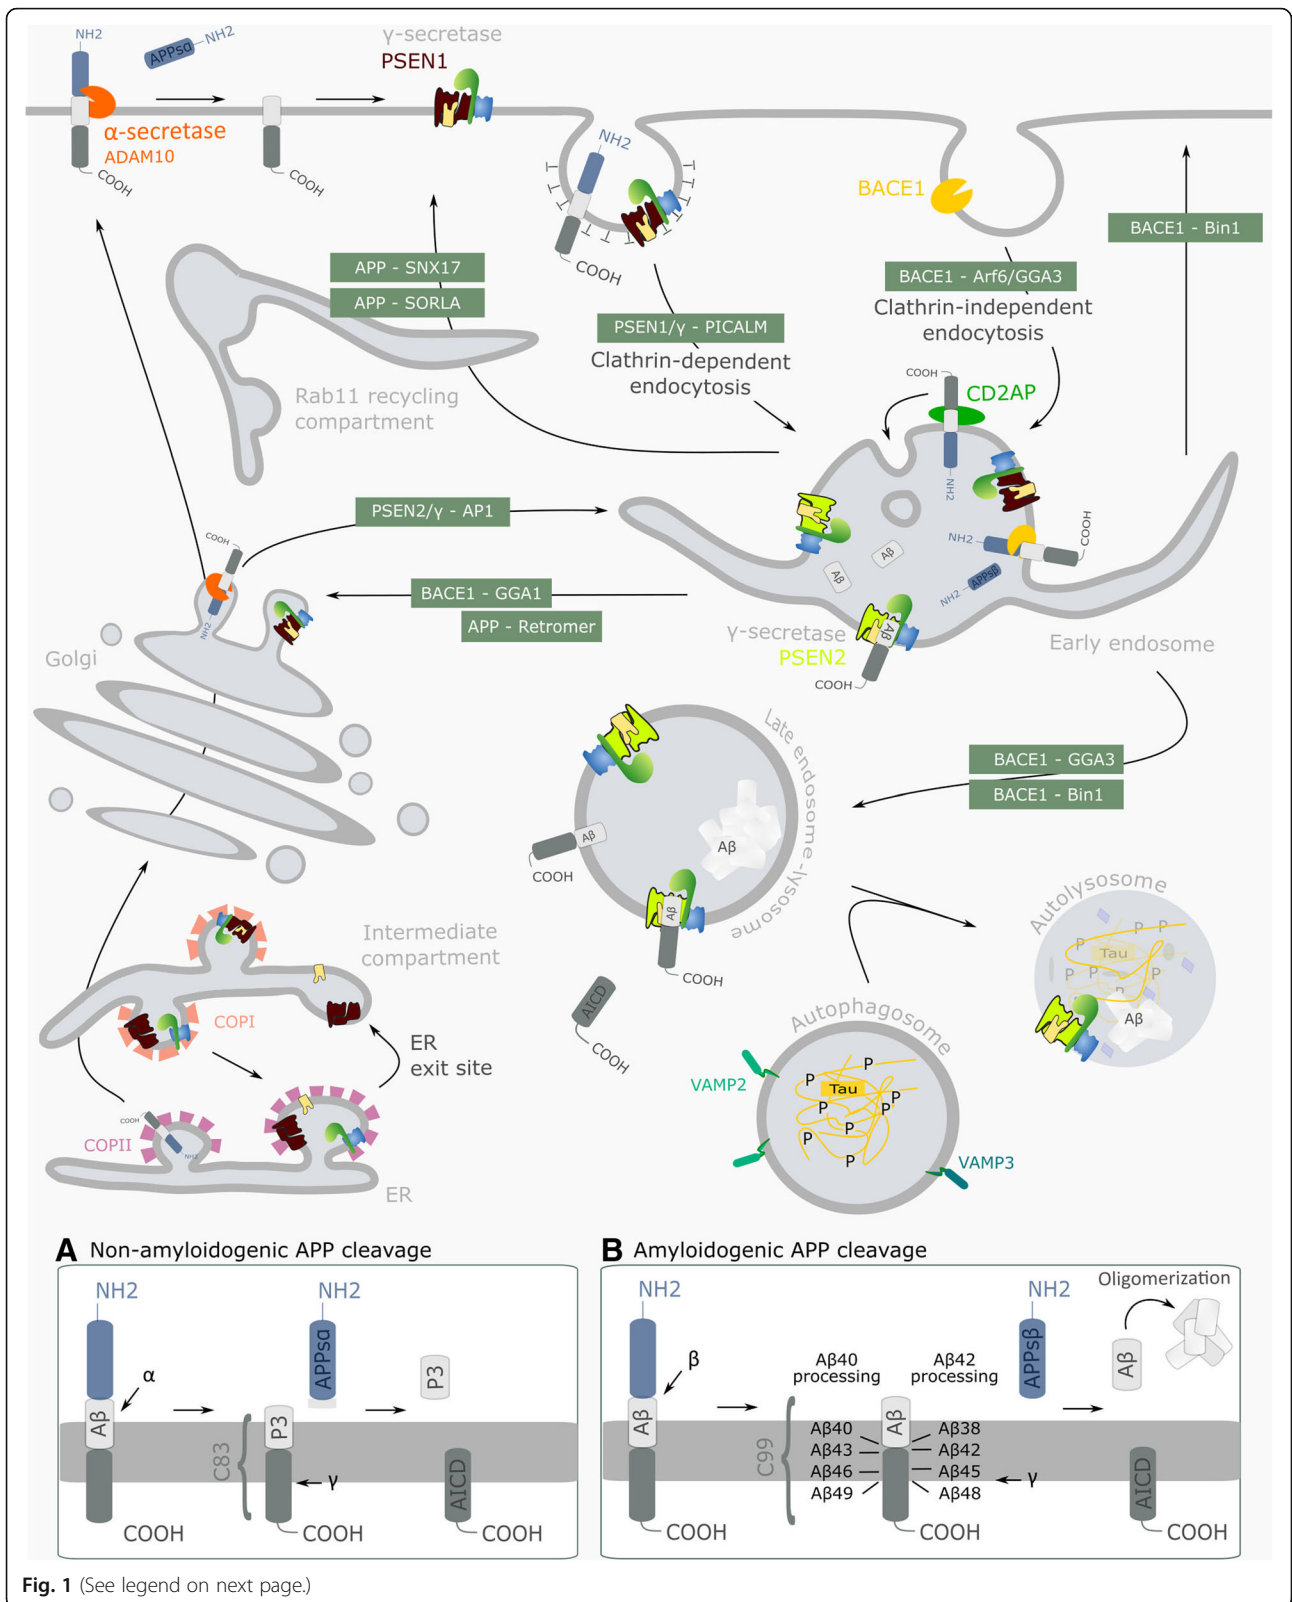 NH2
APPsα
NH2
γ-secretase
PSEN1
α-secretase
ADAM10
COOH
COOH
NH2
COOH
BACE1
BACE1 - Bin1
APP - SNX17
APP - SORLA
PSEN1/γ - PICALM
Clathrin-dependent
endocytosis
BACE1 - Arf6/GGA3
Clathrin-independent
endocytosis
Rab11 recycling
compartment
COOH
CD2AP
NH2
PSEN2/γ - AP1
COOH
NH2
NH2
COOH
Aβ
Aβ
APPsβ
NH2
BACE1 - GGA1
APP - Retromer
Golgi
γ-secretase
PSEN2
Aβ
COOH
Early endosome
Late endosome-lysosome
BACE1 - GGA3
BACE1 - Bin1
Aβ
COOH
Aβ
Aβ
COOH
Autolysosome
P
P
Tau
P
P
P
P
Aβ
Intermediate
compartment
COPI
AICD
COOH
ER
exit site
Autophagosome
VAMP2
P
P
Tau
P
P
P
P
P
P
VAMP3
COOH
NH2
COPII
ER
A Non-amyloidogenic APP cleavage
NH2
NH2
APPsα
α
Aβ
P3
P3
C83
γ
AICD
COOH
COOH
COOH
B Amyloidogenic APP cleavage
NH2
NH2
Oligomerization
β
Aβ40
processing
Aβ42
processing
APPsβ
Aβ
Aβ
Aβ
C99
Aβ40
Aβ38
Aβ43
Aβ42
Aβ46
Aβ45
Aβ49
Aβ48
γ
AICD
COOH
COOH
COOH
Fig. 1 (See legend on next page.)